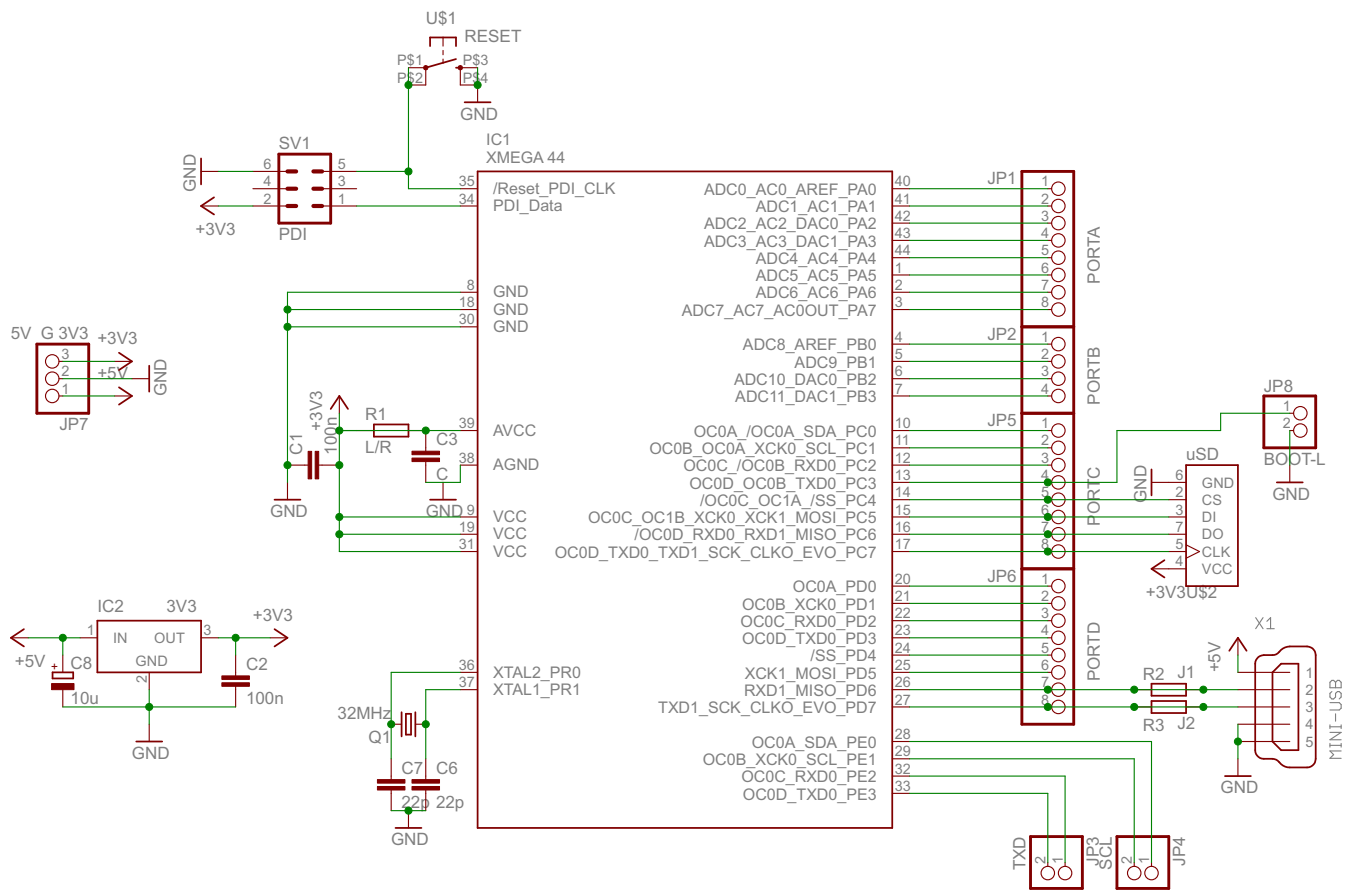 U$1
RESET
P$1
P$3
P$2
P$4
GND
SV1
GND
6
5
4
3
2
1
+3V3
PDI
IC1
XMEGA 44
35
/Reset_PDI_CLK
34
PDI_Data
8
GND
18
GND
30
GND
5V G 3V3
+3V3
3
2
+5V
1
GND
JP7
+3V3
C1
100n
R1
L/R
C3
C
GND
GND
39
AVCC
38
AGND
9
VCC
19
VCC
31
VCC
IC2
3V3
+3V3
1
IN
OUT
3
GND
2
+5V
+
C8
10u
C2
100n
GND
36
XTAL2_PR0
37
XTAL1_PR1
32MHz
Q1
C7
C6
22p
22p
GND
ADC0_AC0_AREF_PA0
40
ADC1_AC1_PA1
41
ADC2_AC2_DAC0_PA2
42
ADC3_AC3_DAC1_PA3
43
ADC4_AC4_PA4
44
ADC5_AC5_PA5
1
ADC6_AC6_PA6
2
ADC7_AC7_AC0OUT_PA7
3
JP1
1
2
3
4
5
6
7
8
PORTA
ADC8_AREF_PB0
4
ADC9_PB1
5
ADC10_DAC0_PB2
6
ADC11_DAC1_PB3
7
JP2
1
2
3
4
PORTB
OC0A_/OC0A_SDA_PC0
10
OC0B_OC0A_XCK0_SCL_PC1
11
OC0C_/OC0B_RXD0_PC2
12
OC0D_OC0B_TXD0_PC3
13
/OC0C_OC1A_/SS_PC4
14
OC0C_OC1B_XCK0_XCK1_MOSI_PC5
15
/OC0D_RXD0_RXD1_MISO_PC6
16
OC0D_TXD0_TXD1_SCK_CLKO_EVO_PC7
17
JP5
1
2
3
4
5
6
7
8
PORTC
OC0A_PD0
20
OC0B_XCK0_PD1
21
OC0C_RXD0_PD2
22
OC0D_TXD0_PD3
23
/SS_PD4
24
XCK1_MOSI_PD5
25
RXD1_MISO_PD6
26
TXD1_SCK_CLKO_EVO_PD7
27
JP6
1
2
3
4
5
6
7
8
PORTD
OC0A_SDA_PE0
28
OC0B_XCK0_SCL_PE1
29
OC0C_RXD0_PE2
32
OC0D_TXD0_PE3
33
JP8
1
2
BOOT-L
GND
uSD
GND
6
GND
2
CS
3
DI
7
DO
5
CLK
4
VCC
+3V3
U$2
X1
+5V
R2
J1
R3
J2
1
2
3
4
5
MINI-USB
GND
TXD
2
1
JP3
SCL
2
1
JP4